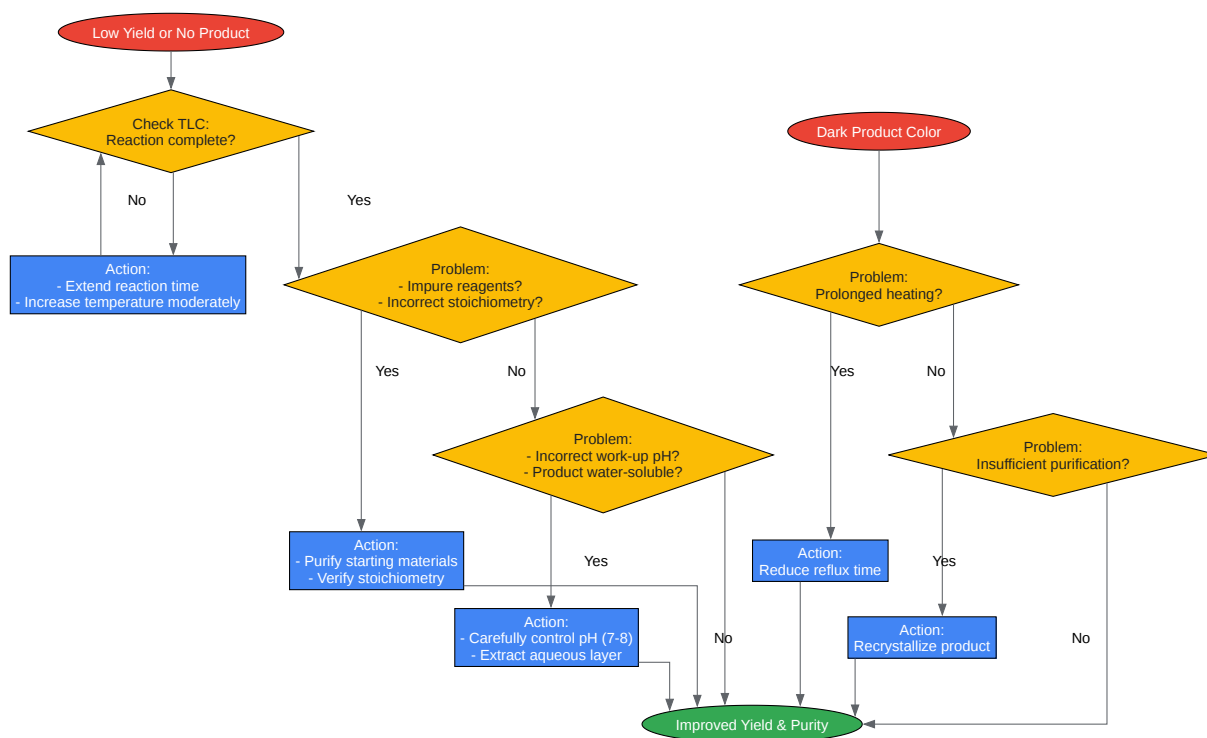 Low Yield or No Product
Check TLC:
Reaction complete?
No
Yes
Action:
- Extend reaction time
- Increase temperature moderately
Problem:
- Impure reagents?
- Incorrect stoichiometry?
Yes
No
Problem:
- Incorrect work-up pH?
- Product water-soluble?
Action:
- Purify starting materials
- Verify stoichiometry
Yes
No
Action:
- Carefully control pH (7-8)
- Extract aqueous layer
Dark Product Color
Problem:
Prolonged heating?
Yes
No
Problem:
Insufficient purification?
Action:
Reduce reflux time
Yes
No
Action:
Recrystallize product
Improved Yield & Purity